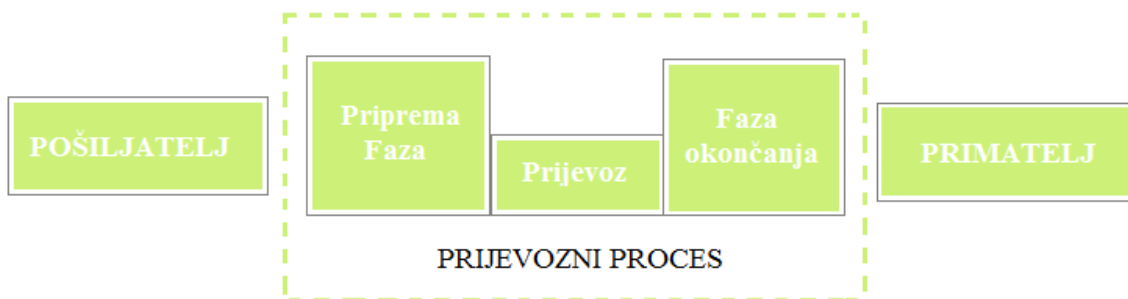 POŠILJATELJ
Priprema
Faza
Prijevoz
Faza
okončanja
PRIMATELJ
PRIJEVOZNI PROCES